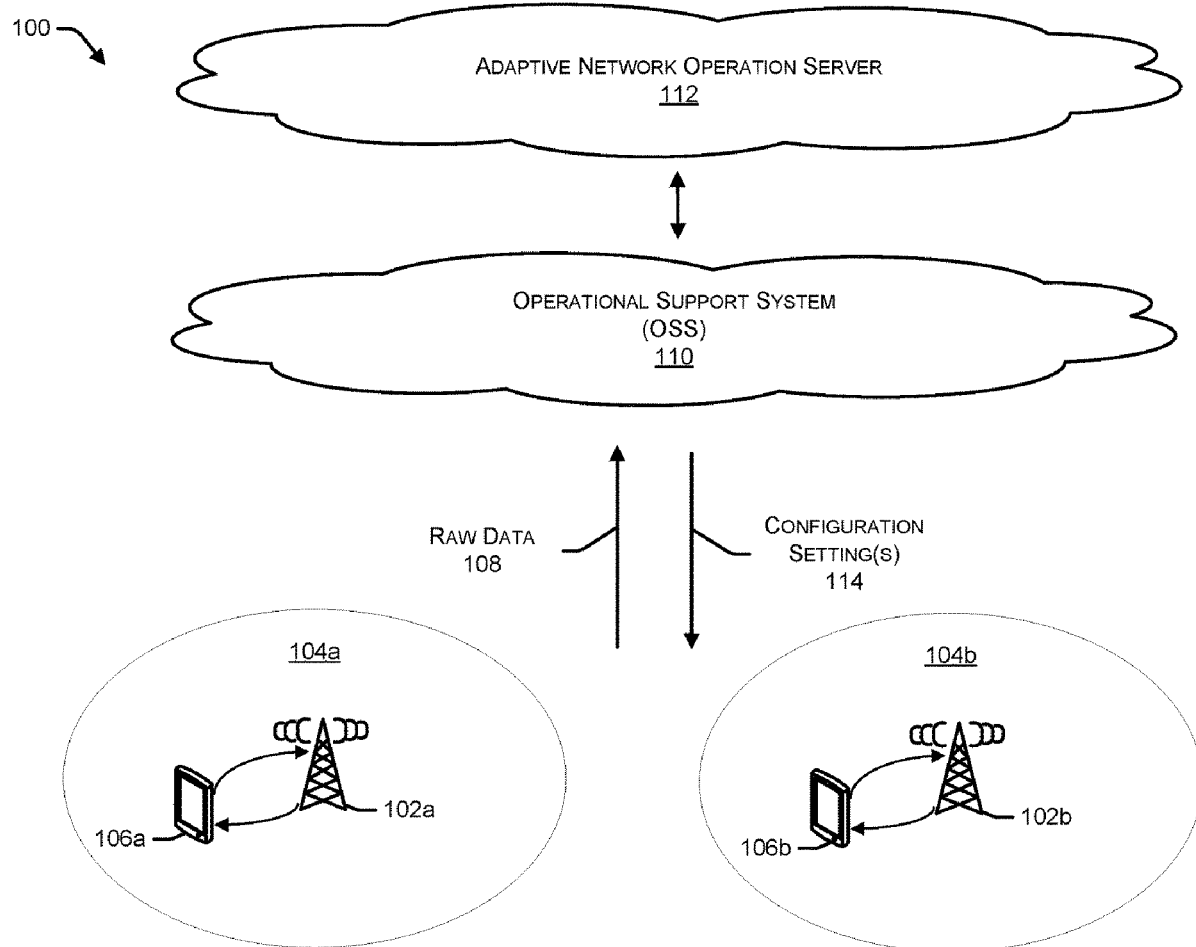 100
ADAPTIVE NETWORK OPERATION SERVER
112
OPERATIONAL SUPPORT SYSTEM
(OSS)
110
RAW DATA
108
CONFIGURATION
SETTING(S)
114
104a
102a
106a
104b
102b
106b